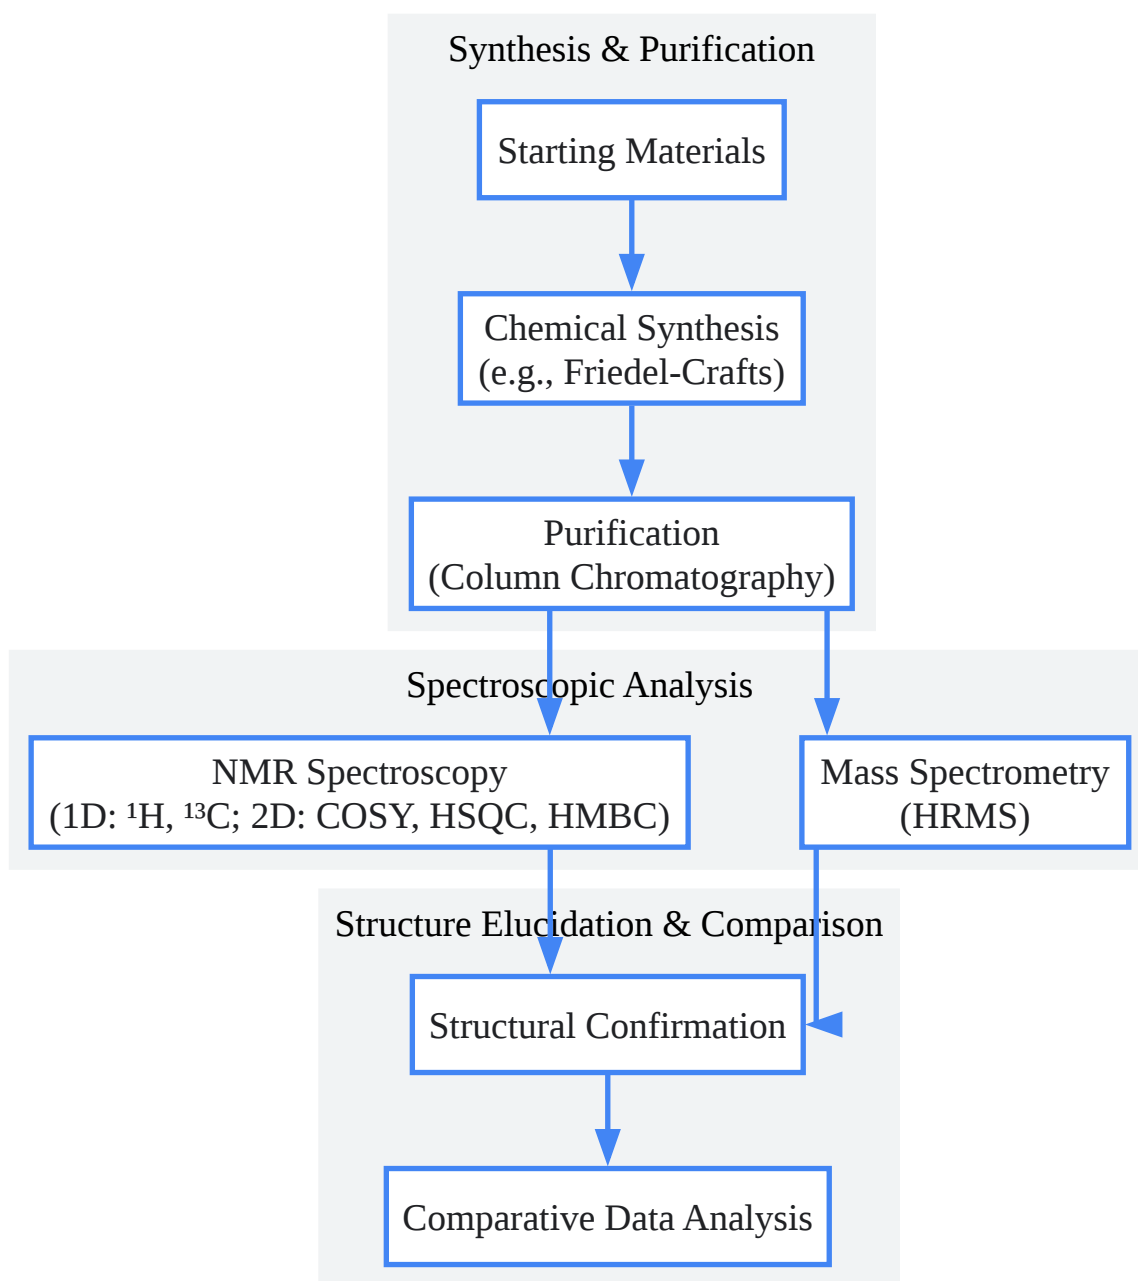 Synthesis & Purification
Starting Materials
Chemical Synthesis
(e.g., Friedel-Crafts)
Purification
(Column Chromatography)
Spectroscopic Analysis
NMR Spectroscopy
(1D: ¹H, ¹³C; 2D: COSY, HSQC, HMBC)
Mass Spectrometry
(HRMS)
Structure Elucidation & Comparison
Structural Confirmation
Comparative Data Analysis